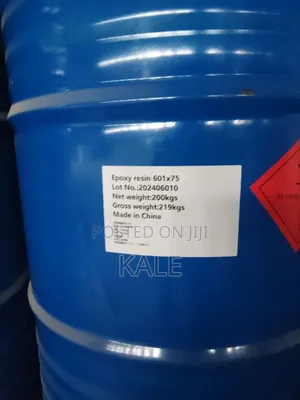 Epoxy resin 601x75
Lot No.:202406010
Net weight:200kgs
Gross weight:219kgs
Made in China
POSTED ON JIJI
KALE